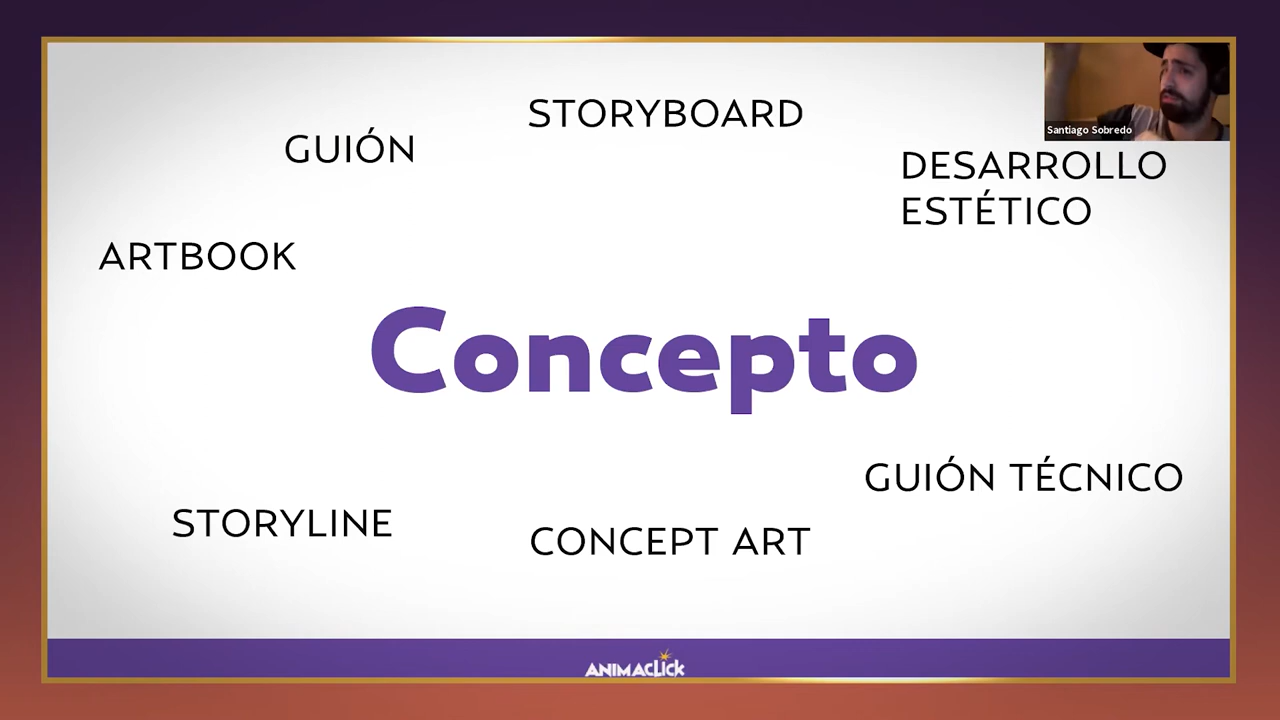 STORYBOARD
GUIÓN
Santiago Sobredo
DESARROLLO
ESTÉTICO
ARTBOOK
Concepto
GUIÓN TÉCNICO
STORYLINE
CONCEPT ART
ANIMACLICK